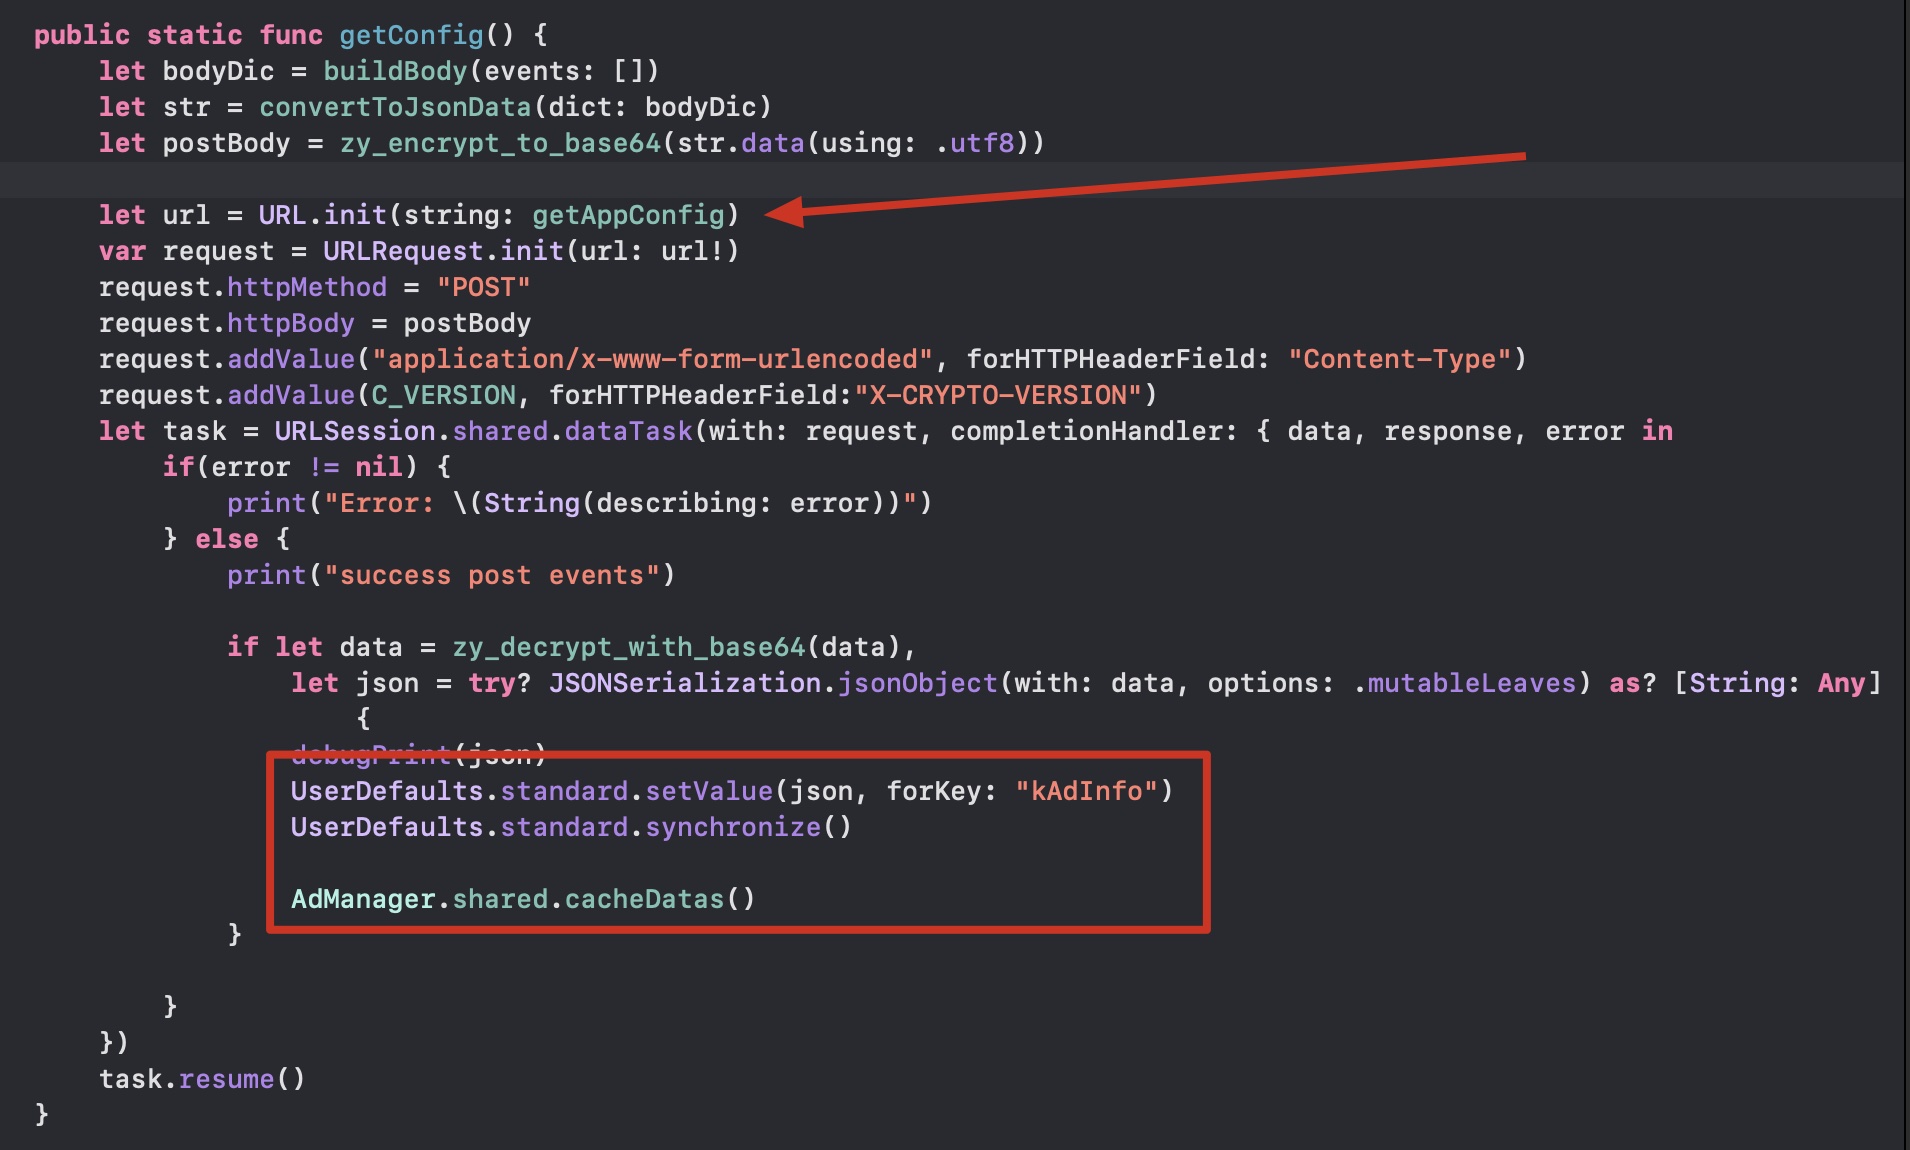 public static func getConfig() {
let bodyDic = buildBody(events: [])
let str = convertToJsonData(dict: bodyDic)
let postBody = zy_encrypt_to_base64(str.data(using: .utf8))
let url = URL.init(string: getAppConfig)
var request = URLRequest.init(url: url!)
request.httpMethod = "POST"
request.httpBody = postBody
request.addValue("application/x-www-form-urlencoded", forHTTPHeaderField: "Content-Type")
request.addValue(C_VERSION, forHTTPHeaderField:"X-CRYPTO-VERSION")
let task = URLSession.shared.dataTask(with: request, completionHandler: { data, response, error in
if(error != nil) {
print("Error: \(String(describing: error))")
} else {
print("success post events")
if let data = zy_decrypt_with_base64(data),
let json = try? JSONSerialization.jsonObject(with: data, options: .mutableLeaves) as? [String: Any]
{
debugPrint(json)
UserDefaults.standard.setValue(json, forKey: "kAdInfo")
UserDefaults.standard.synchronize()
AdManager.shared.cacheDatas()
}
}
})
task.resume()
}